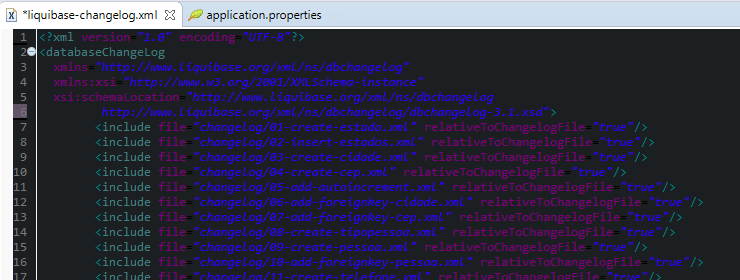 *liquibase-changelog.xml application.properties
1 <?xml version="1.0" encoding="UTF-8"?>
2 <databaseChangeLog
3 xmlns="http://www.liquibase.org/xml/ns/dbchangelog"
4 xmlns:xsi="http://www.w3.org/2001/XMLSchema-instance"
5 xsi:schemaLocation="http://www.liquibase.org/xml/ns/dbchangelog
6 http://www.liquibase.org/xml/ns/dbchangelog/dbchangelog-3.1.xsd">
7 <include file="changelog/01-create-estado.xml" relativeToChangelogFile="true"/>
8 <include file="changelog/02-insert-estados.xml" relativeToChangelogFile="true"/>
9 <include file="changelog/03-create-cidade.xml" relativeToChangelogFile="true"/>
10 <include file="changelog/04-create-cep.xml" relativeToChangelogFile="true"/>
11 <include file="changelog/05-add-autoincrement.xml" relativeToChangelogFile="true"/>
12 <include file="changelog/06-add-foreignkey-cidade.xml" relativeToChangelogFile="true"/>
13 <include file="changelog/07-add-foreignkey-cep.xml" relativeToChangelogFile="true"/>
14 <include file="changelog/08-create-tipopessoa.xml" relativeToChangelogFile="true"/>
15 <include file="changelog/09-create-pessoa.xml" relativeToChangelogFile="true"/>
16 <include file="changelog/10-add-foreignkey-pessoa.xml" relativeToChangelogFile="true"/>
17 <include file="changelog/11-create-telefone.xml" relativeToChangelogFile="true"/>